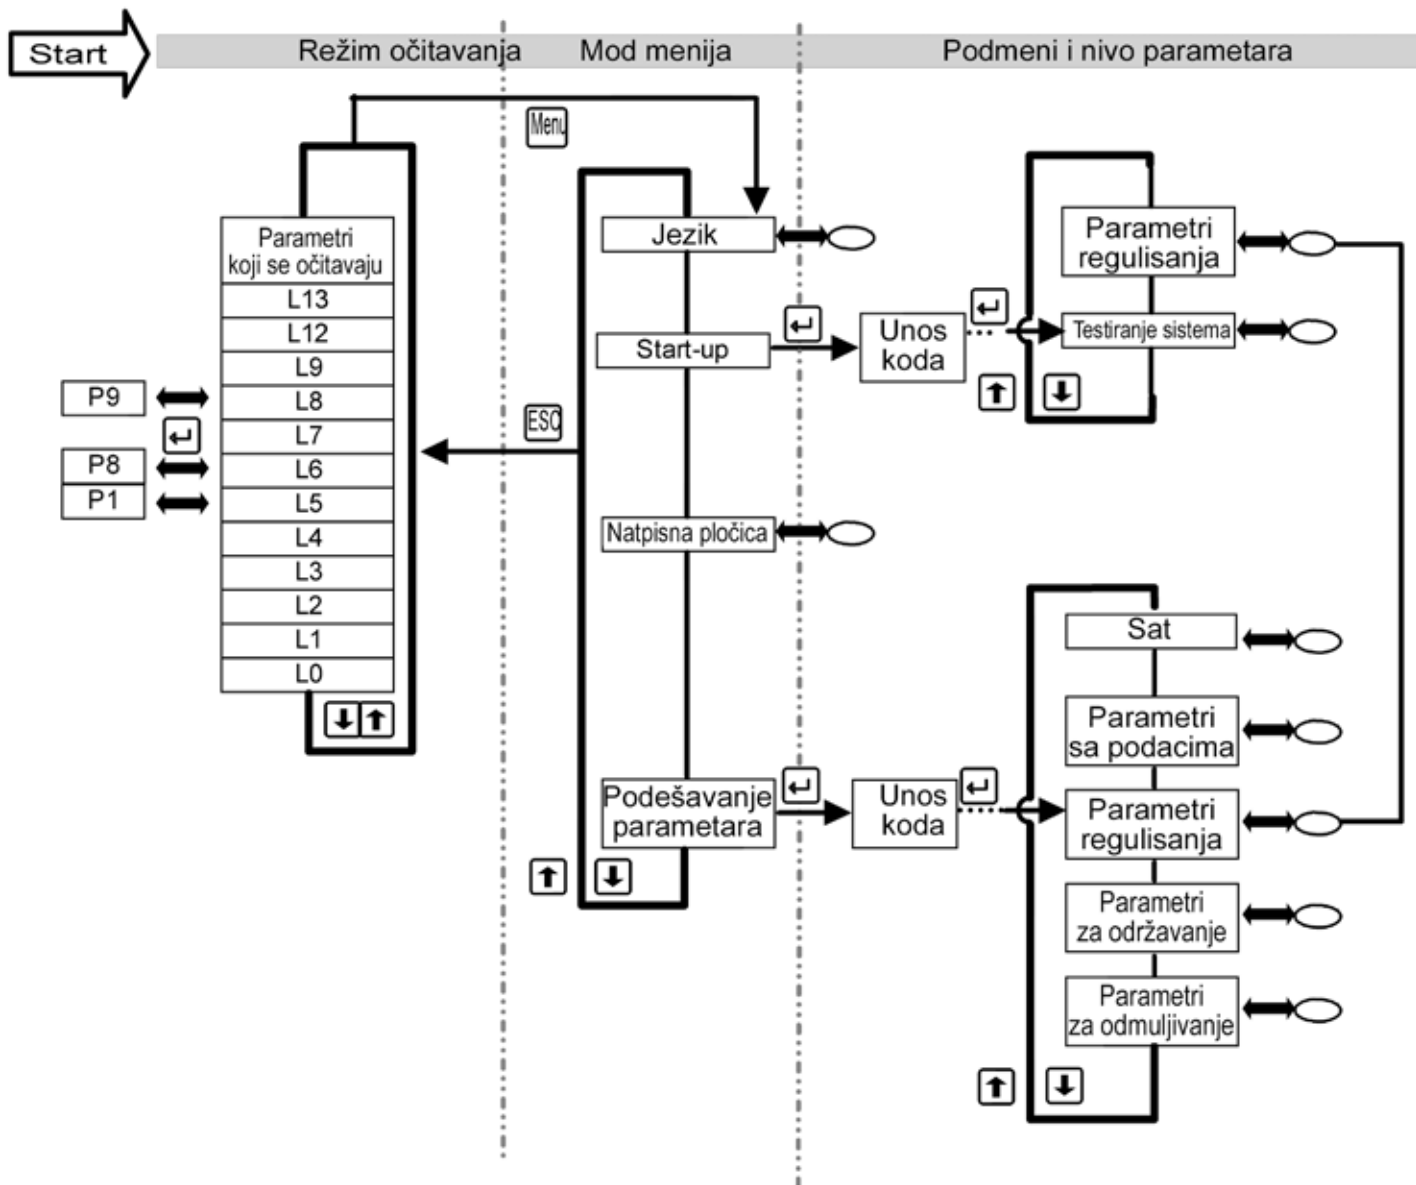 Start
Režim očitavanja
Mod menija
Podmeni i nivo parametara
Menu
Parametri
koji se očitavaju
L13
L12
L9
L8
L7
L6
L5
L4
L3
L2
L1
L0
P9
P8
P1
ESC
Jezik
Start-up
Natpisna pločica
Podešavanje
parametara
Unos
koda
Parametri
regulisanja
Testiranje sistema
Unos
koda
Sat
Parametri
sa podacima
Parametri
regulisanja
Parametri
za održavanje
Parametri
za odmuljivanje